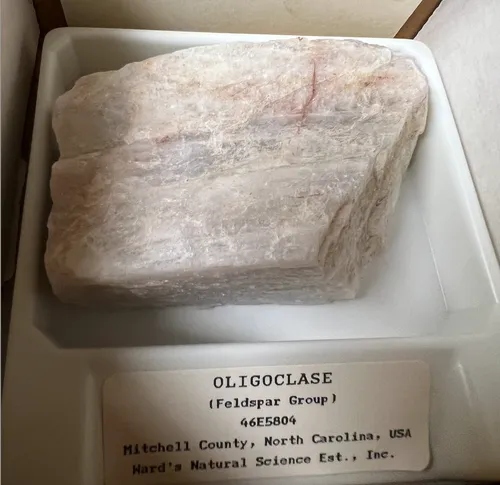 OLIGOCLASE
(Feldspar Group)
46E5804
Mitchell County, North Carolina, USA
Ward's Natural Science Est., Inc.